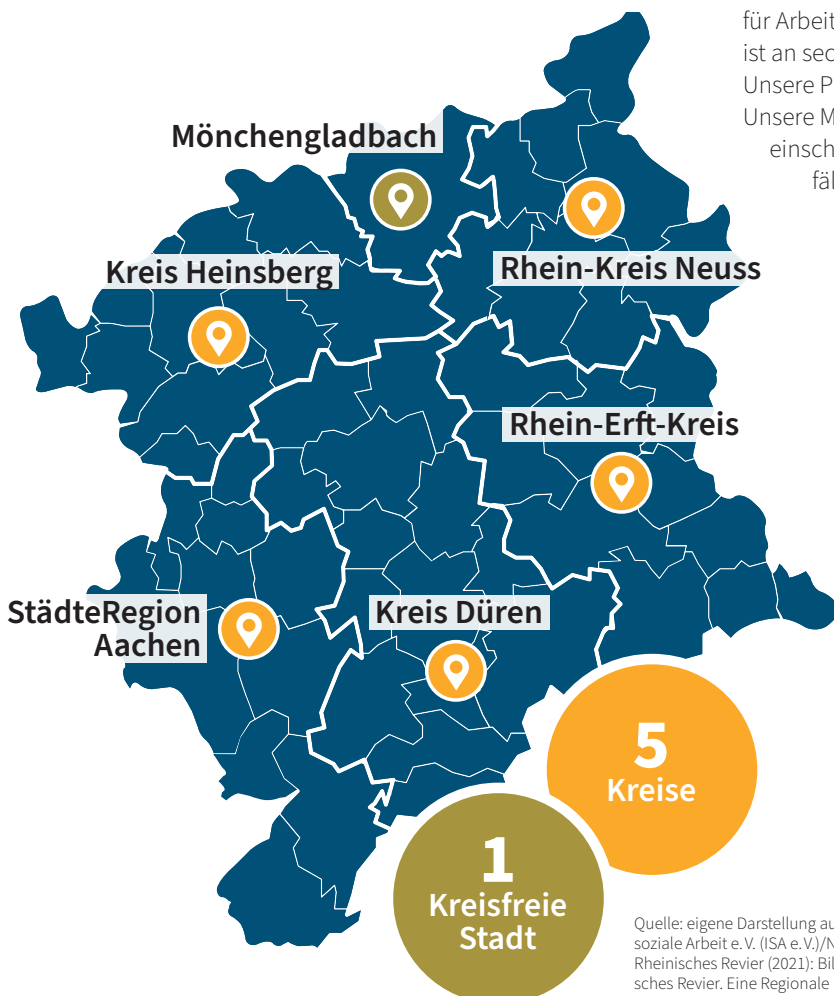 für Arbeit
ist an sec
Unsere P
Unsere M
einsch
fäl
Mönchengladbach
Kreis Heinsberg
Rhein-Kreis Neuss
Rhein-Erft-Kreis
StädteRegion
Aachen
Kreis Düren
5
Kreise
1
Kreisfreie
Stadt
Quelle: eigene Darstellung au
soziale Arbeit e.V. (ISA e.V.)/N
Rheinisches Revier (2021): Bil
sches Revier. Eine Regionale